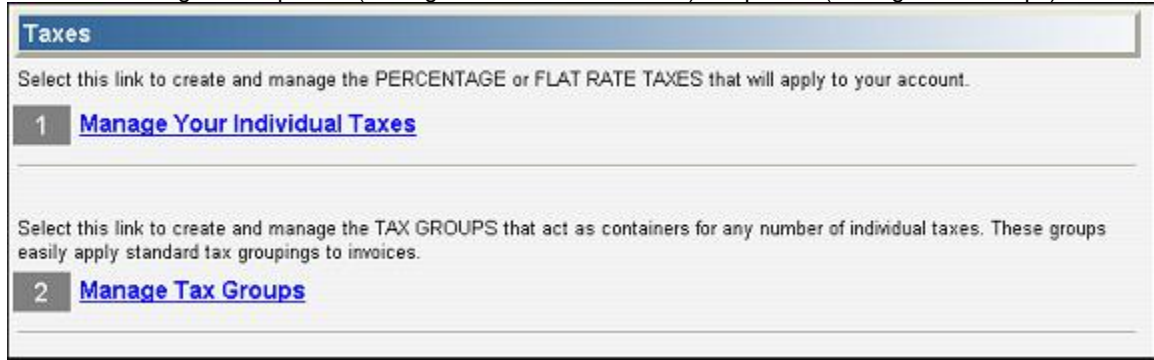 Taxes
Select this link to create and manage the PERCENTAGE or FLAT RATE TAXES that will apply to your account.
1 Manage Your Individual Taxes
Select this link to create and manage the TAX GROUPS that act as containers for any number of individual taxes. These groups
easily apply standard tax groupings to invoices.
2 Manage Tax Groups